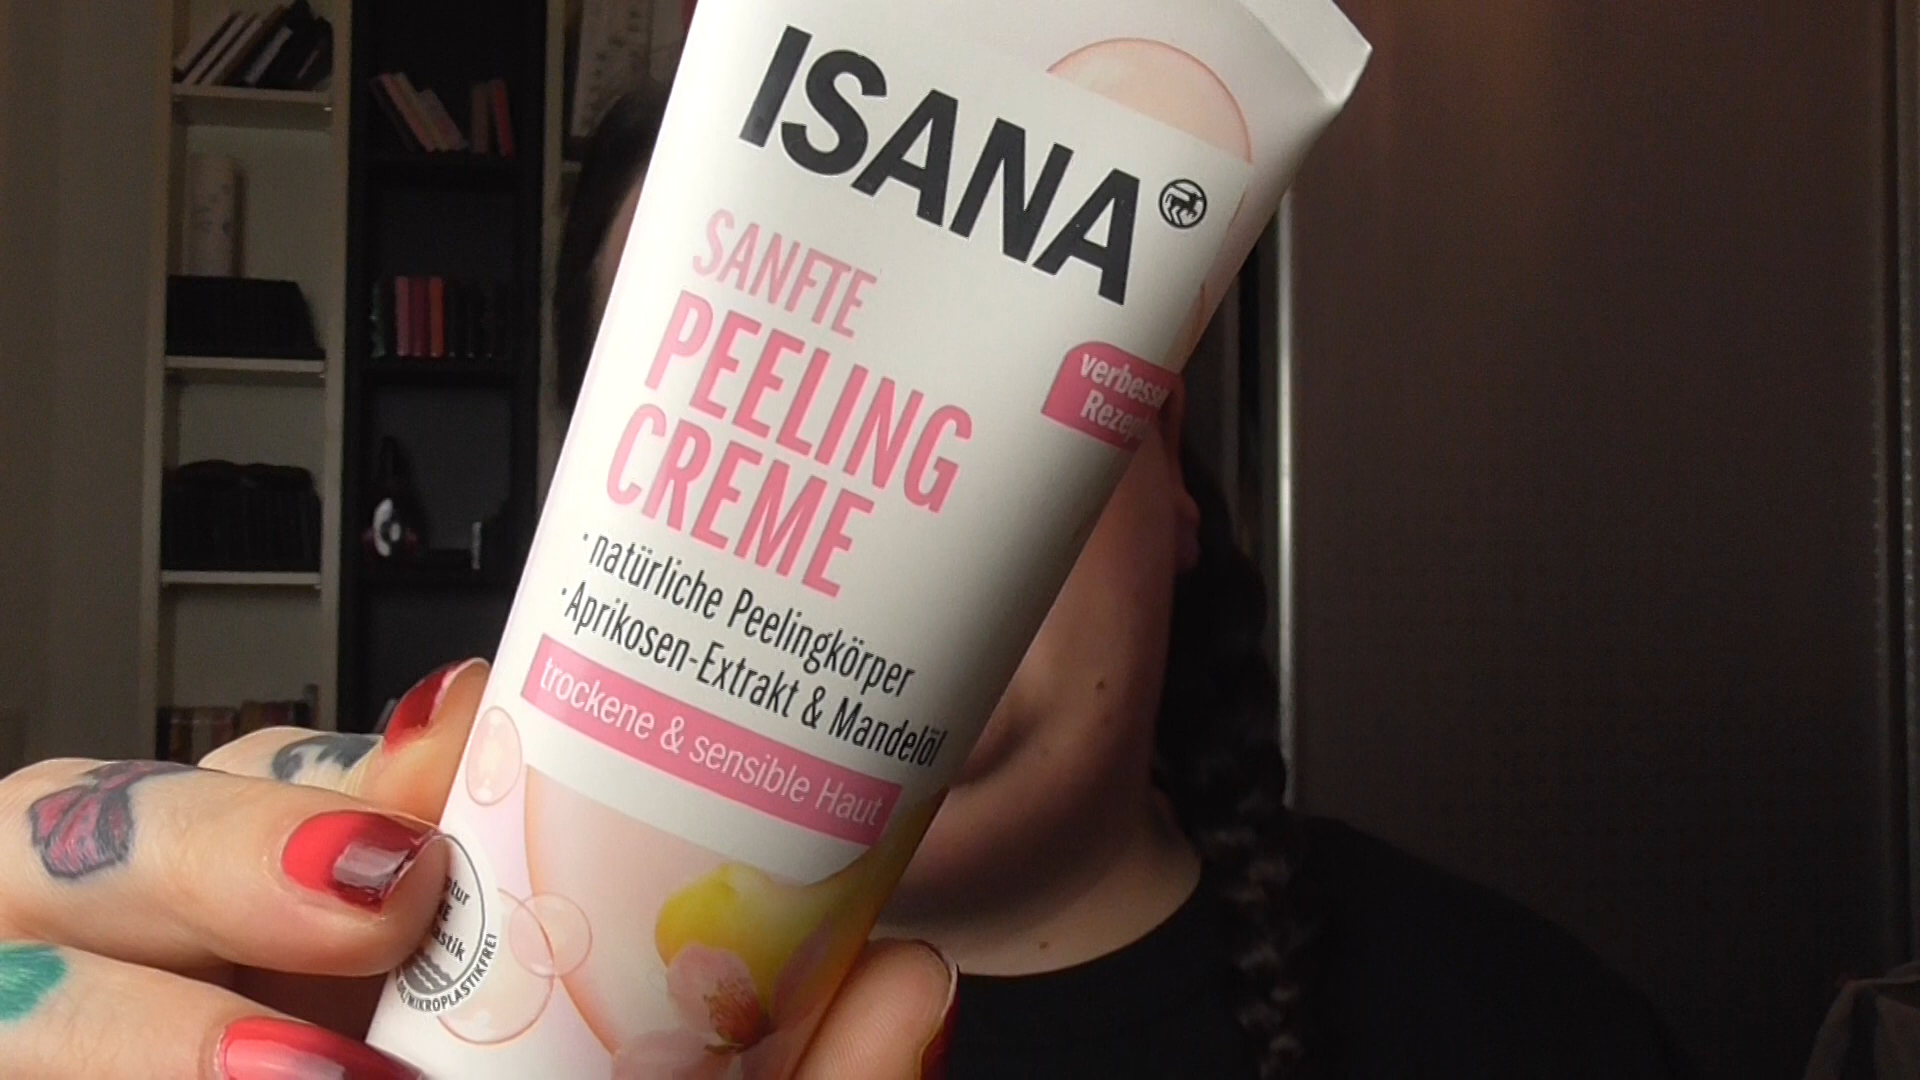 ISANA
SANFTE
PEELING
CREME
· natürliche Peelingkörper
· Aprikosen-Extrakt & Mandelöl
trockene & sensible Haut